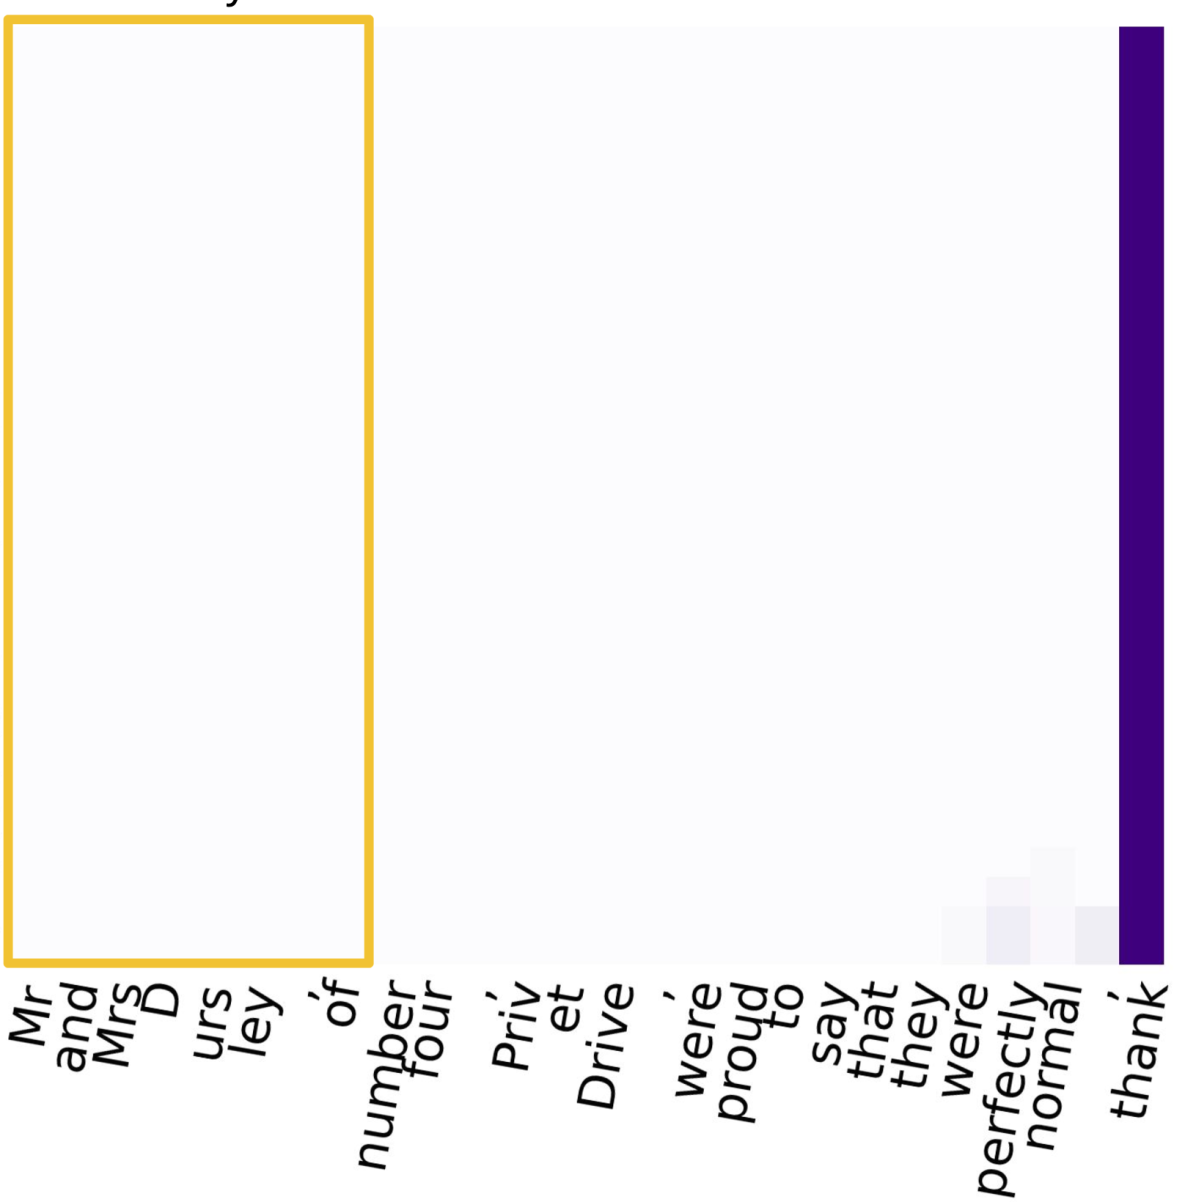 Mr
and
Mrs
D
urs
ley
,
of
number
four
,
Priv
et
Drive
,
were
proud
to
say
that
they
were
perfectly
normal
,
thank